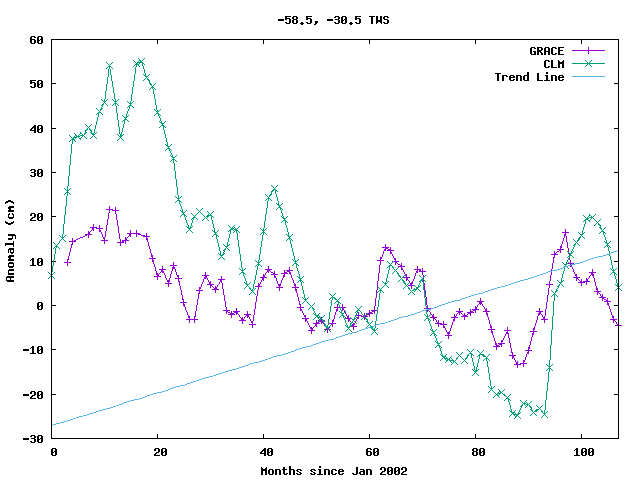 -58.5, -30.5 TWS
GRACE
CLM
Trend Line
60
50
40
30
20
10
0
-10
-20
-30
Anomaly (cm)
0 20 40 60 80 100
Months since Jan 2002